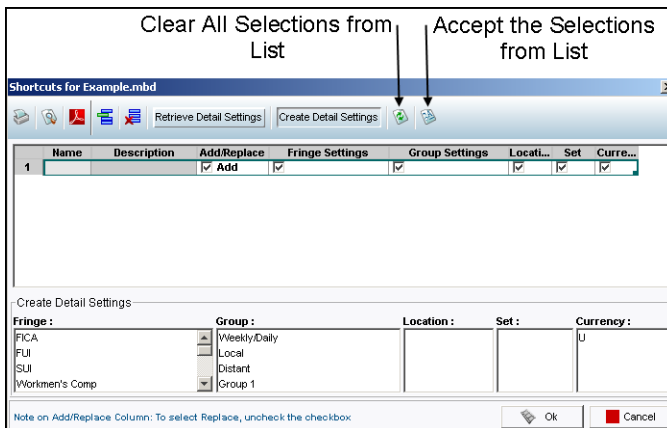 Clear All Selections from
List
Accept the Selections
from List
Shortcuts for Example.mbd
Retrieve Detail Settings
Create Detail Settings
Name Description Add/Replace Fringe Settings Group Settings Locati... Set Curre...
1 Add
Create Detail Settings
Fringe : Group : Location : Set : Currency :
FICA Weekly/Daily U
FUI Local
SUI Distant
Workmen's Comp Group 1
Note on Add/Replace Column: To select Replace, uncheck the checkbox
Ok Cancel